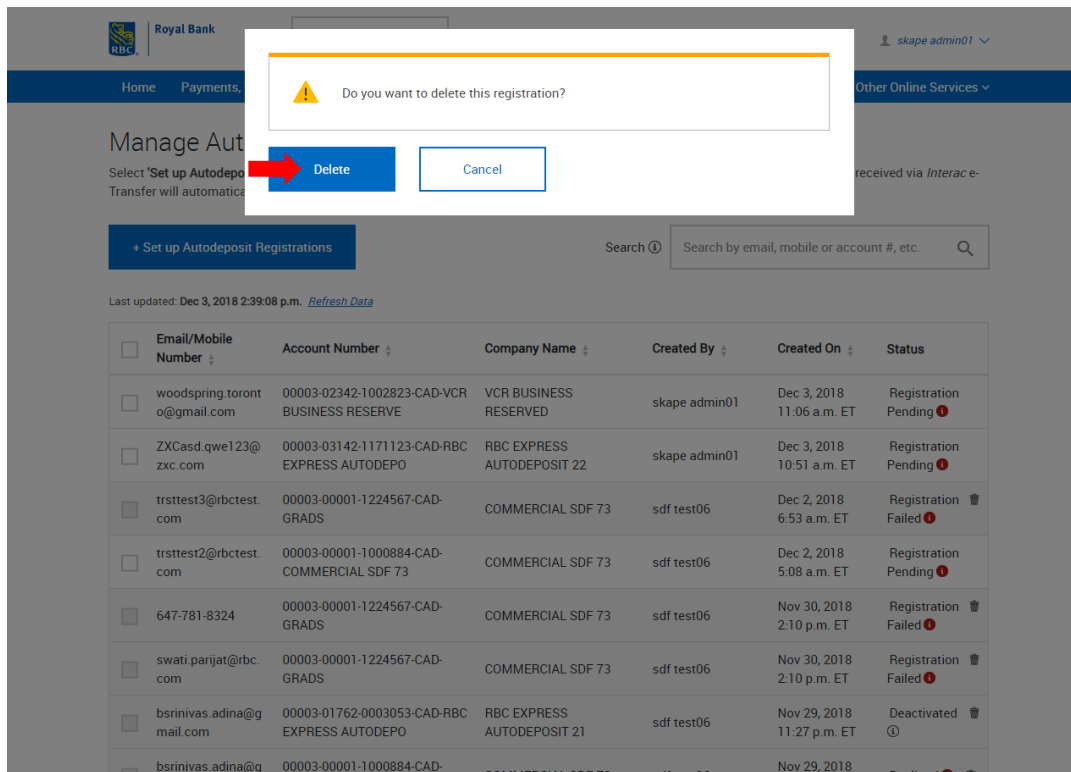 Royal Bank
RBC
skape admin01
Home Payments, Other Online Services
Do you want to delete this registration?
Delete Cancel
Manage Aut
Select 'Set up Autodepo received via Interac e-
Transfer will automatica
+ Set up Autodeposit Registrations Search Search by email, mobile or account #, etc.
Last updated: Dec 3, 2018 2:39:08 p.m. Refresh Data
Email/Mobile
Number Account Number Company Name Created By Created On Status
woodspring.toront 00003-02342-1002823-CAD-VCR VCR BUSINESS Dec 3, 2018 Registration
o@gmail.com BUSINESS RESERVE RESERVED skape admin01 11:06 a.m. ET Pending
ZXCasd.qwe123@ 00003-03142-1171123-CAD-RBC RBC EXPRESS Dec 3, 2018 Registration
zxc.com EXPRESS AUTODEPO AUTODEPOSIT 22 skape admin01 10:51 a.m. ET Pending
trsttest3@rbctest. 00003-00001-1224567-CAD- COMMERCIAL SDF 73 sdf test06 Dec 2, 2018 Registration
com GRADS 6:53 a.m. ET Failed
trsttest2@rbctest. 00003-00001-1000884-CAD- COMMERCIAL SDF 73 sdf test06 Dec 2, 2018 Registration
com COMMERCIAL SDF 73 5:08 a.m. ET Pending
647-781-8324 00003-00001-1224567-CAD- COMMERCIAL SDF 73 sdf test06 Nov 30, 2018 Registration
GRADS 2:10 p.m. ET Failed
swati.parijat@rbc. 00003-00001-1224567-CAD- COMMERCIAL SDF 73 sdf test06 Nov 30, 2018 Registration
com GRADS 2:10 p.m. ET Failed
bsrinivas.adina@g 00003-01762-0003053-CAD-RBC RBC EXPRESS sdf test06 Nov 29, 2018 Deactivated
mail.com EXPRESS AUTODEPO AUTODEPOSIT 21 11:27 p.m. ET
bsrinivas.adina@g 00003-00001-1000884-CAD- Nov 29, 2018